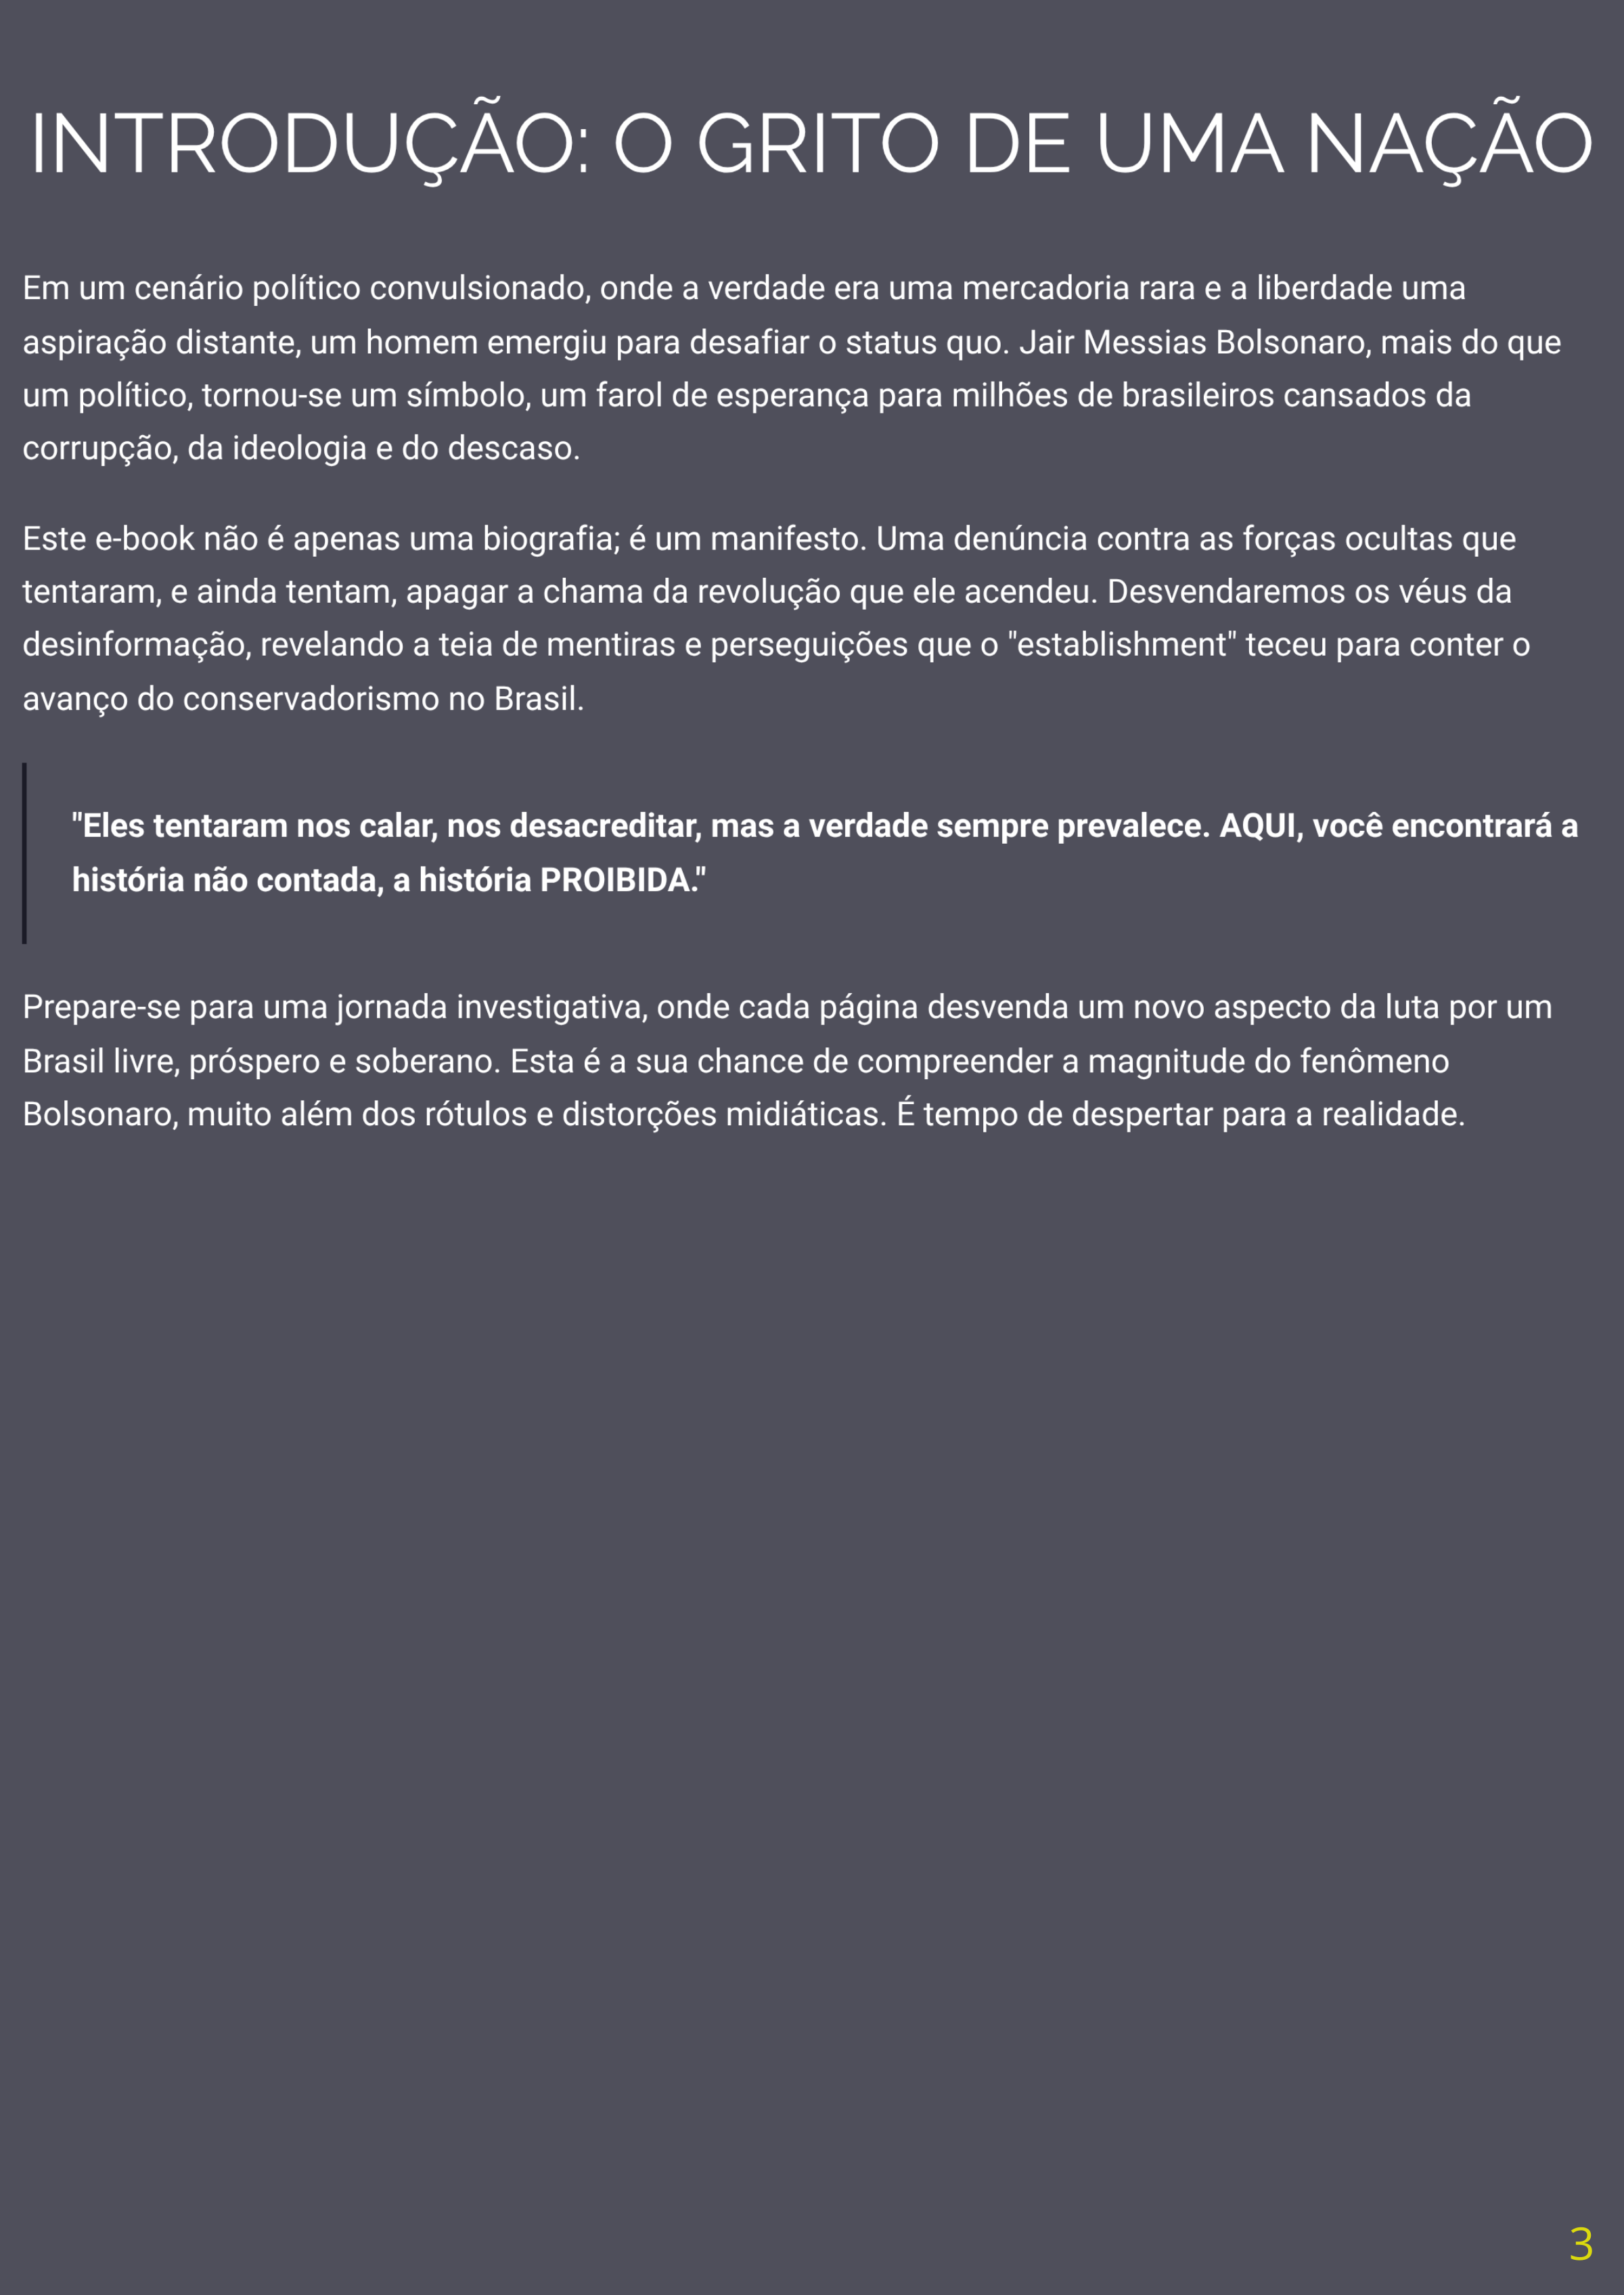 INTRODUÇÃO: O GRITO DE UMA NAÇÃO
Em um cenário político convulsionado, onde a verdade era uma mercadoria rara e a liberdade uma
aspiração distante, um homem emergiu para desafiar o status quo. Jair Messias Bolsonaro, mais do que
um político, tornou-se um símbolo, um farol de esperança para milhões de brasileiros cansados da
corrupção, da ideologia e do descaso.
Este e-book não é apenas uma biografia; é um manifesto. Uma denúncia contra as forças ocultas que
tentaram, e ainda tentam, apagar a chama da revolução que ele acendeu. Desvendaremos os véus da
desinformação, revelando a teia de mentiras e perseguições que o "establishment" teceu para conter o
avanço do conservadorismo no Brasil.
"Eles tentaram nos calar, nos desacreditar, mas a verdade sempre prevalece. AQUI, você encontrará a
história não contada, a história PROIBIDA."
Prepare-se para uma jornada investigativa, onde cada página desvenda um novo aspecto da luta por um
Brasil livre, próspero e soberano. Esta é a sua chance de compreender a magnitude do fenômeno
Bolsonaro, muito além dos rótulos e distorções midiáticas. É tempo de despertar para a realidade.
3